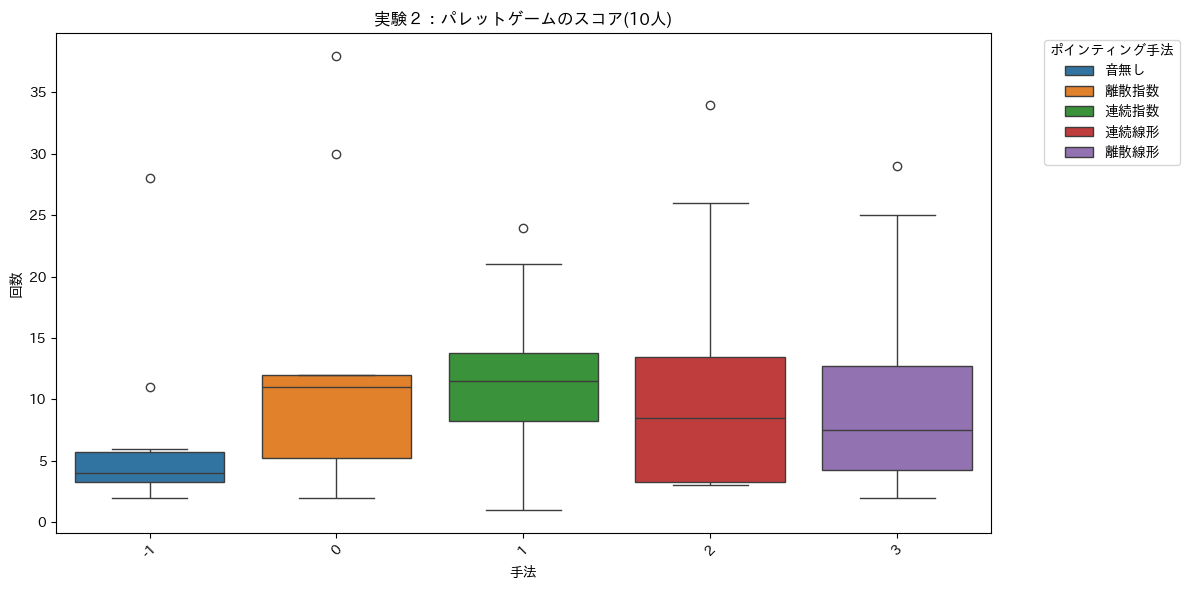 実験２：パレットゲームのスコア(10人)
回数
35
30
25
20
15
10
5
0
-1
0
1
2
3
手法
ポインティング手法
音無し
離散指数
連続指数
連続線形
離散線形